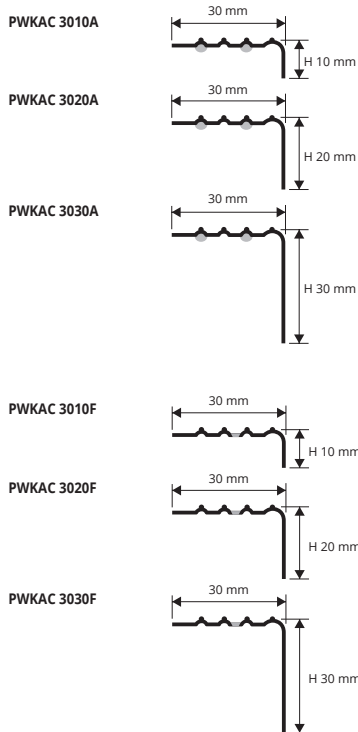 PWKAC 3010A
30 mm
H 10 mm
PWKAC 3020A
30 mm
H 20 mm
PWKAC 3030A
30 mm
H 30 mm
PWKAC 3010F
30 mm
H 10 mm
PWKAC 3020F
30 mm
H 20 mm
PWKAC 3030F
30 mm
H 30 mm